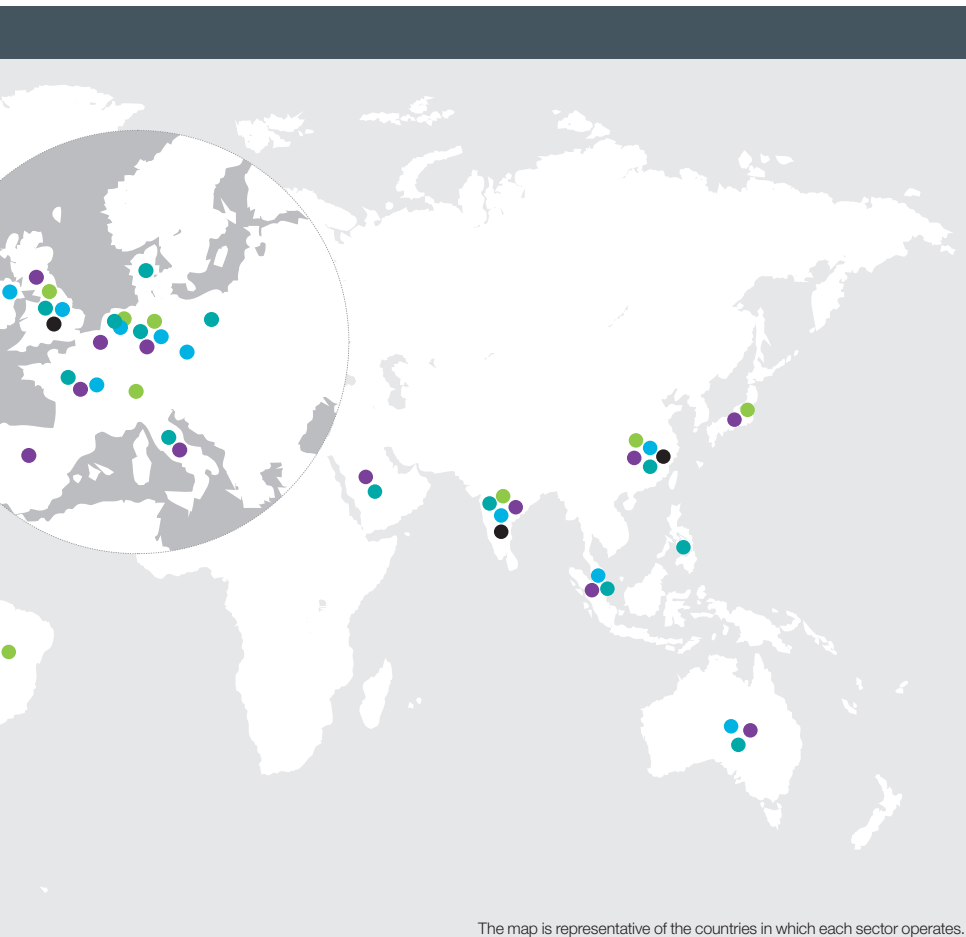 The map is representative of the countries in which each sector operates.